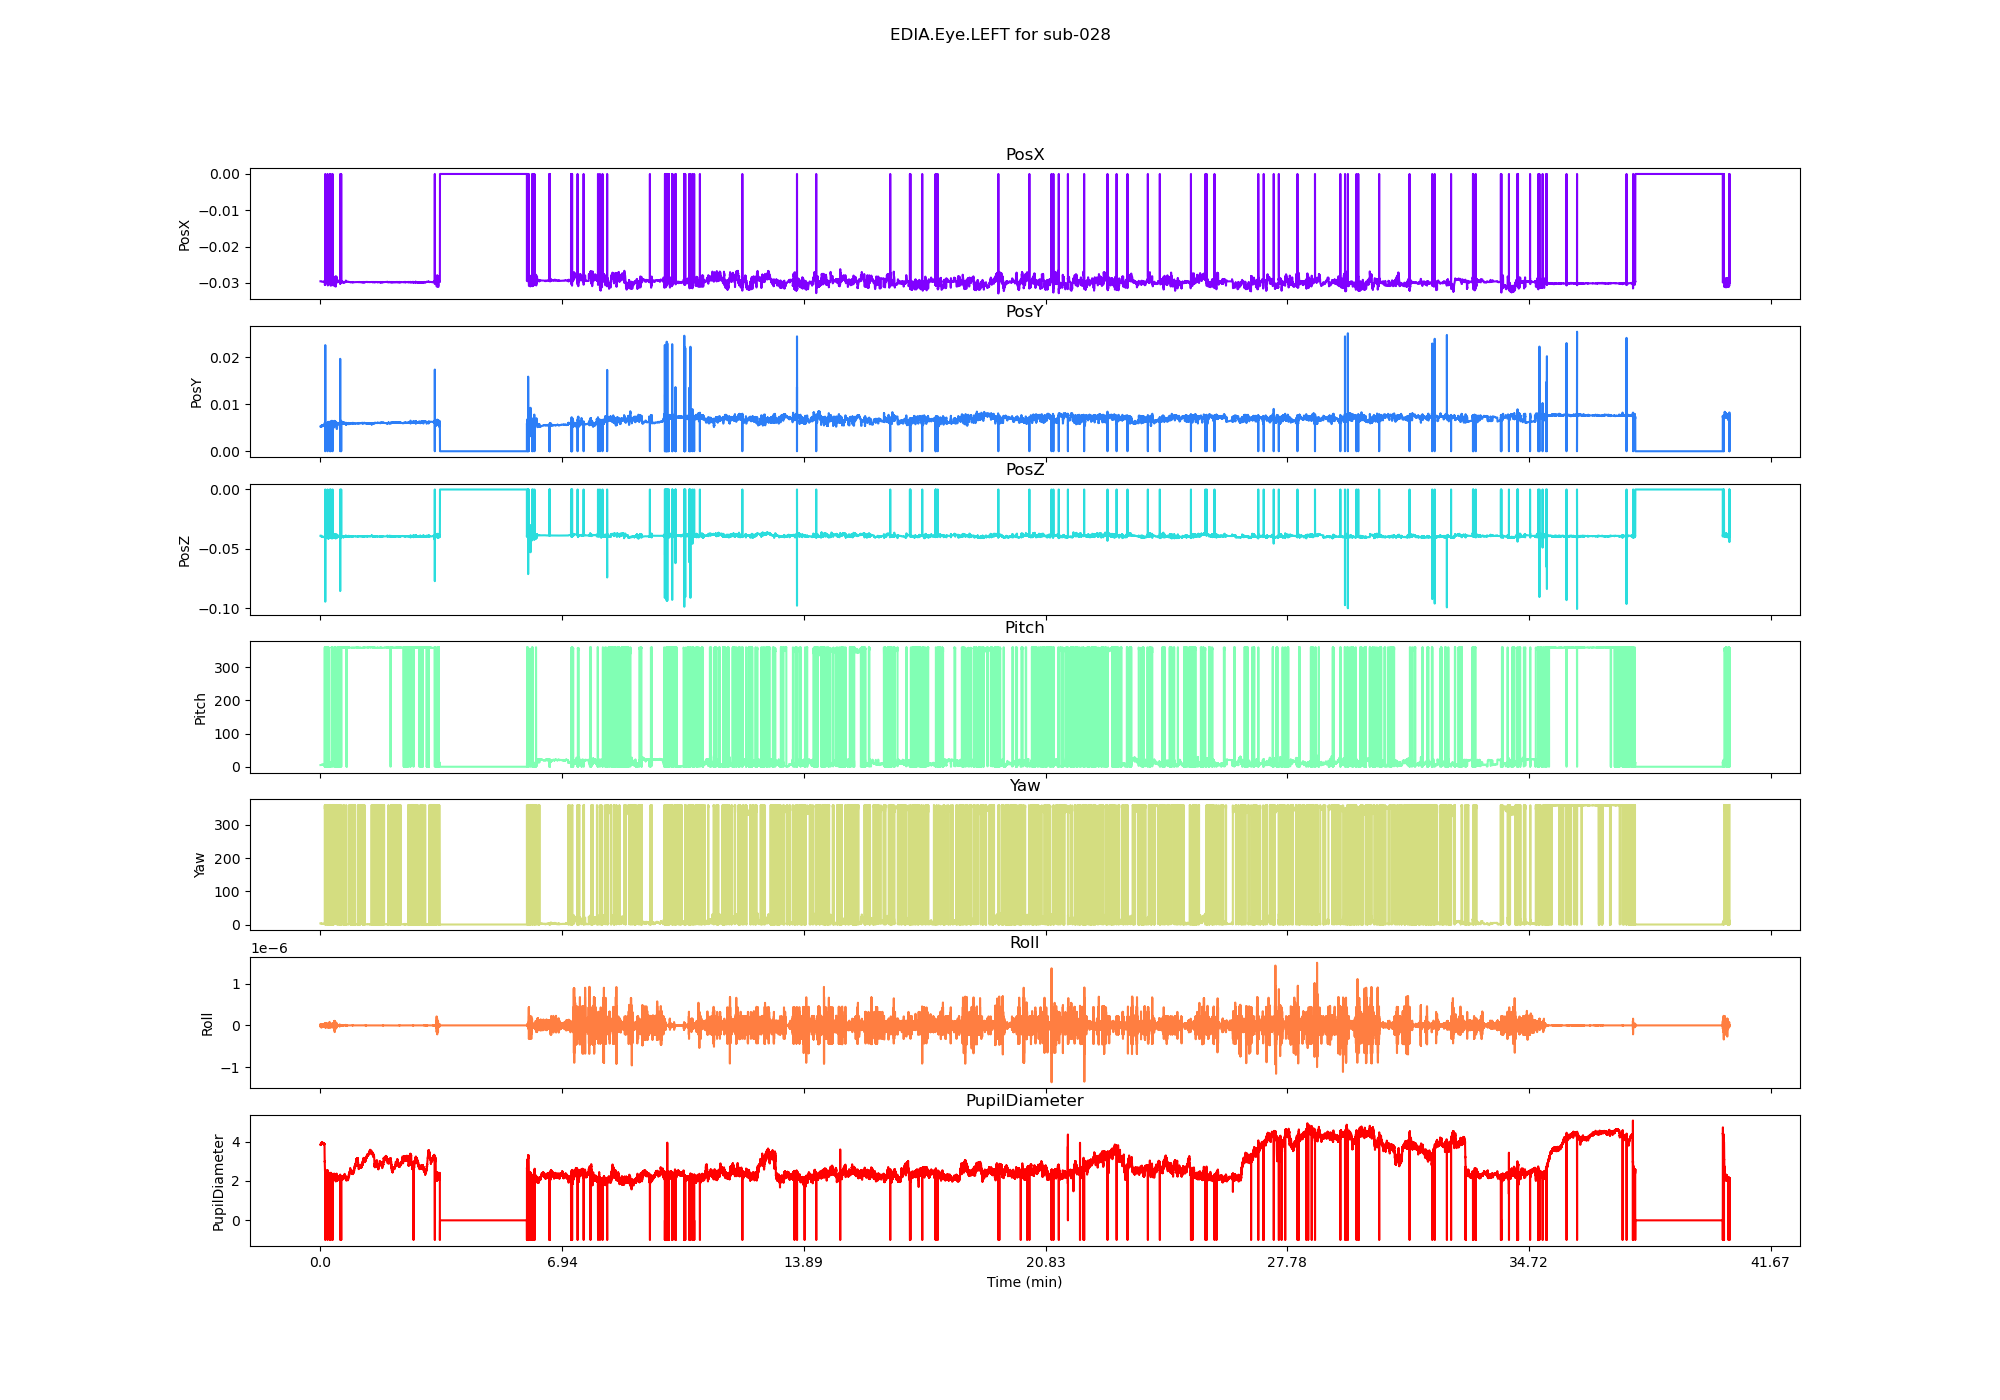 EDIA.Eye.LEFT for sub-028
PosX
0.00
−0.01
−0.02
−0.03
PosX
PosY
0.02
0.01
0.00
PosY
PosZ
0.00
−0.05
−0.10
PosZ
Pitch
300
200
100
0
Pitch
Yaw
300
200
100
0
Yaw
1e−6
Roll
1
0
−1
Roll
PupilDiameter
4
2
0
PupilDiameter
0.0 6.94 13.89 20.83 27.78 34.72 41.67
Time (min)